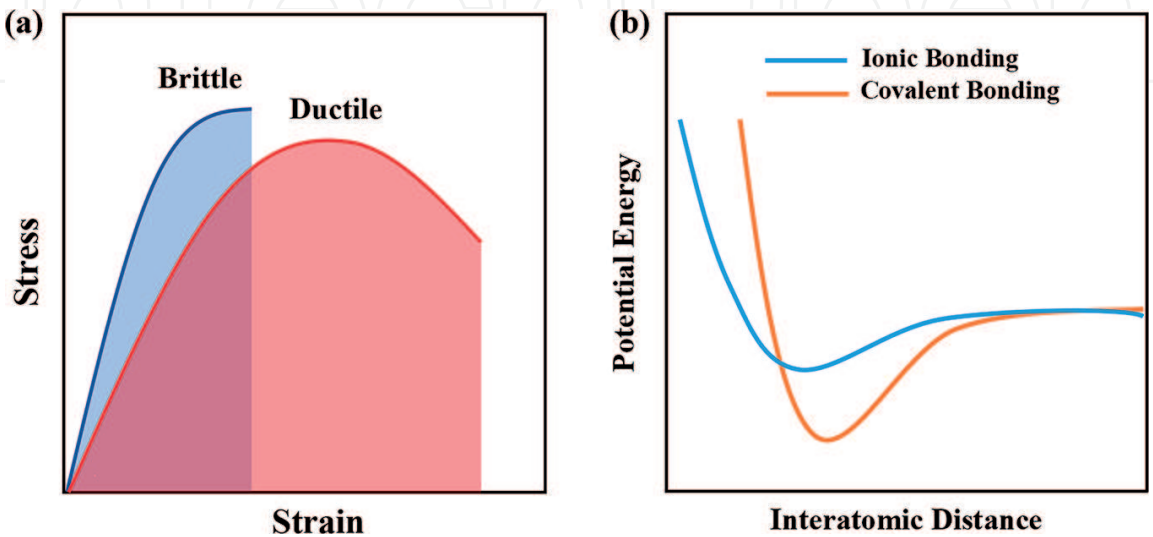 (a)
Brittle
Ductile
Stress
Strain
(b)
Ionic Bonding
Covalent Bonding
Potential Energy
Interatomic Distance